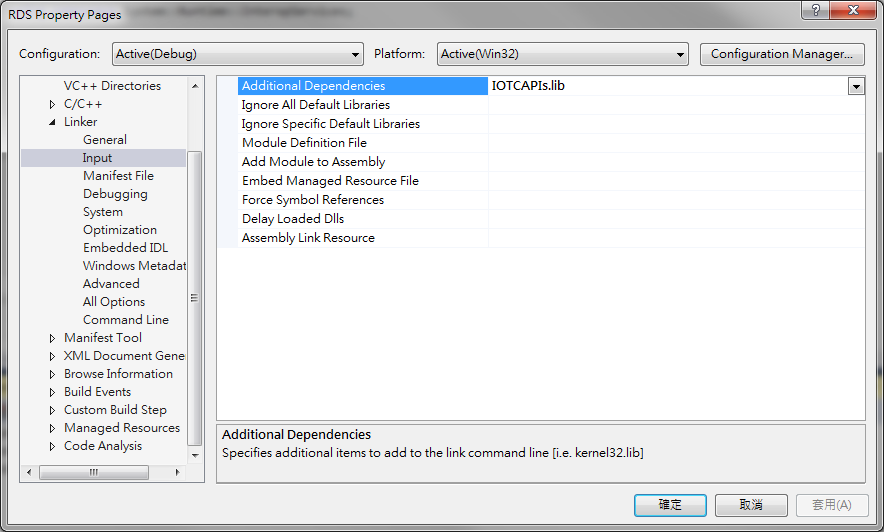 RDS Property Pages
Configuration: Active(Debug) Platform: Active(Win32) Configuration Manager...
VC++ Directories
C/C++
Linker
General
Input
Manifest File
Debugging
System
Optimization
Embedded IDL
Windows Metadat
Advanced
All Options
Command Line
Manifest Tool
XML Document Gene
Browse Information
Build Events
Custom Build Step
Managed Resources
Code Analysis
Additional Dependencies IOTCAPIs.lib
Ignore All Default Libraries
Ignore Specific Default Libraries
Module Definition File
Add Module to Assembly
Embed Managed Resource File
Force Symbol References
Delay Loaded Dlls
Assembly Link Resource
Additional Dependencies
Specifies additional items to add to the link command line [i.e. kernel32.lib]
確定 取消 套用(A)